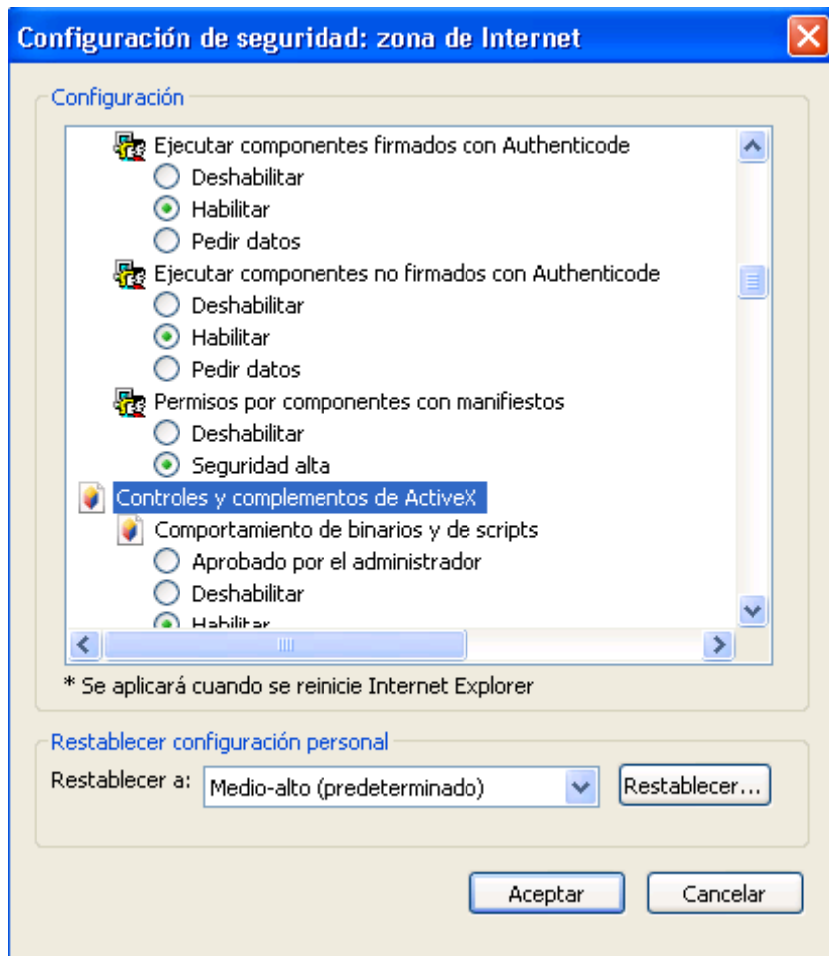 Configuración de seguridad: zona de Internet
Configuración
Ejecutar componentes firmados con Authenticode
Deshabilitar
Habilitar
Pedir datos
Ejecutar componentes no firmados con Authenticode
Deshabilitar
Habilitar
Pedir datos
Permisos por componentes con manifiestos
Deshabilitar
Seguridad alta
Controles y complementos de ActiveX
Comportamiento de binarios y de scripts
Aprobado por el administrador
Deshabilitar
Habilitar
* Se aplicará cuando se reinicie Internet Explorer
Restablecer configuración personal
Restablecer a: Medio-alto (predeterminado) Restablecer...
Aceptar Cancelar